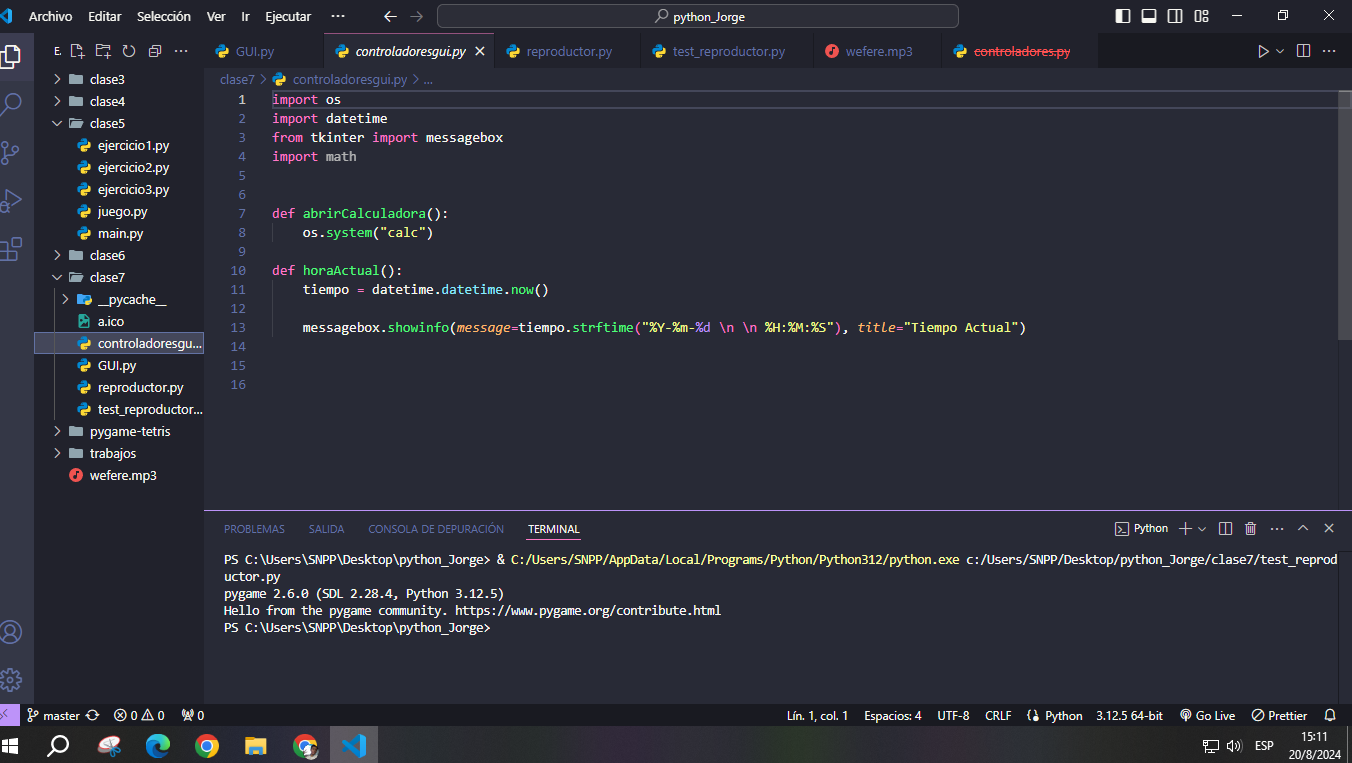 Archivo Editar Selección Ver Ir Ejecutar ··· python_Jorge
E.
GUI.py controladoresgui.py reproductor.py test_reproductor.py wefere.mp3 controladores.py
clase7 > controladoresgui.py > ...
clase3
clase4
clase5
ejercicio1.py
ejercicio2.py
ejercicio3.py
juego.py
main.py
clase6
clase7
__pycache__
a.ico
controladoresgu...
GUI.py
reproductor.py
test_reproductor...
pygame-tetris
trabajos
wefere.mp3
1 import os
2 import datetime
3 from tkinter import messagebox
4 import math
5
6
7 def abrirCalculadora():
8     os.system("calc")
9
10 def horaActual():
11     tiempo = datetime.datetime.now()
12
13     messagebox.showinfo(message=tiempo.strftime("%Y-%m-%d \n \n %H:%M:%S"), title="Tiempo Actual")
14
15
16
PROBLEMAS SALIDA CONSOLA DE DEPURACIÓN TERMINAL Python
PS C:\Users\SNPP\Desktop\python_Jorge> & C:/Users/SNPP/AppData/Local/Programs/Python/Python312/python.exe c:/Users/SNPP/Desktop/python_Jorge/clase7/test_reprod
uctor.py
pygame 2.6.0 (SDL 2.28.4, Python 3.12.5)
Hello from the pygame community. https://www.pygame.org/contribute.html
PS C:\Users\SNPP\Desktop\python_Jorge>
master 0 0 0 Lín. 1, col. 1 Espacios: 4 UTF-8 CRLF Python 3.12.5 64-bit Go Live Prettier
ESP
15:11
20/8/2024